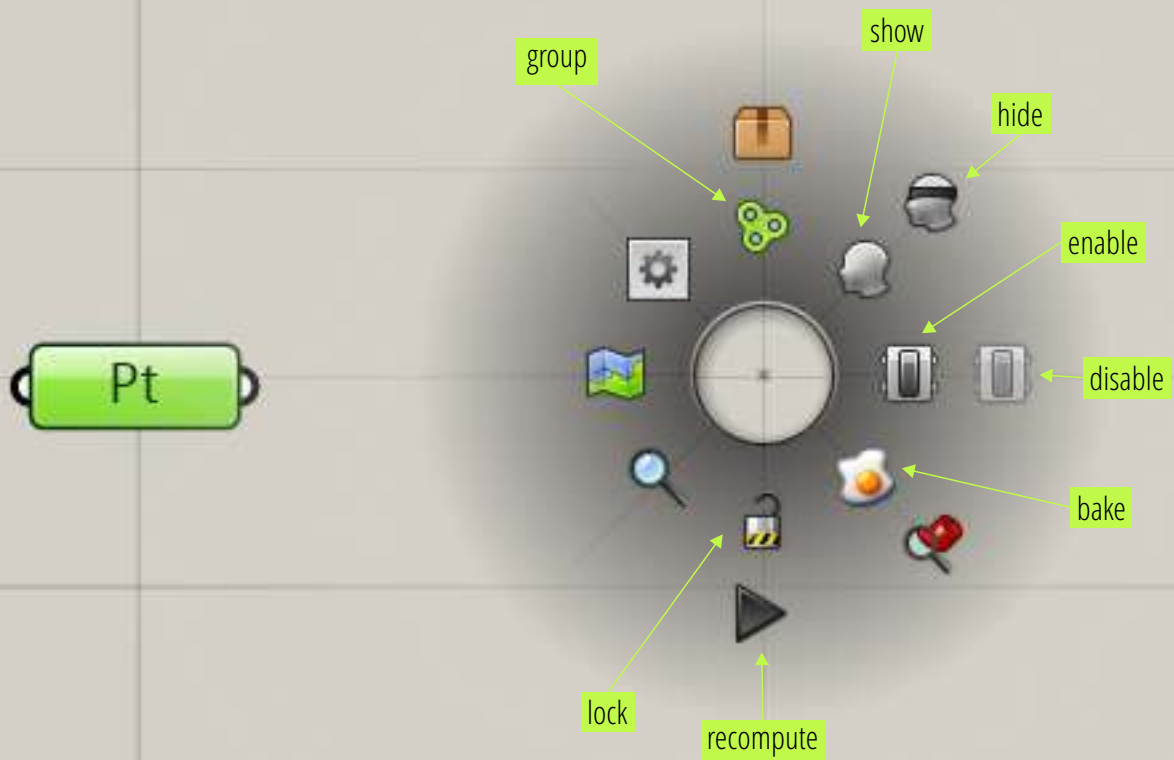 show
group
hide
enable
Pt
disable
bake
lock
recompute